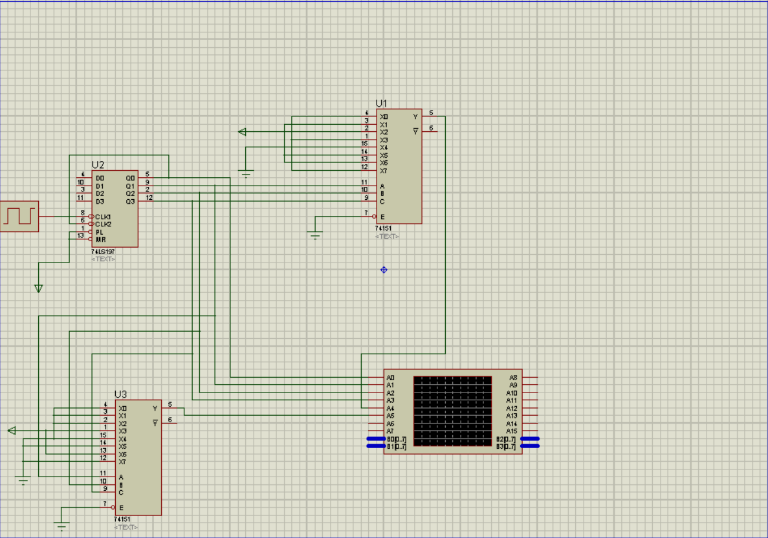 U1
4 X0 Y 5
3 X1
2 X2 Y 6
1 X3
15 X4
14 X5
13 X6
12 X7
11 A
10 B
9 C
7 E
74151
<TEXT>
U2
4 D0 Q0 5
10 D1 Q1 9
3 D2 Q2 2
11 D3 Q3 12
8 CLK1
6 CLK2
1 PL
13 MR
74LS197
<TEXT>
U3
4 X0 Y 5
3 X1
2 X2 Y 6
1 X3
15 X4
14 X5
13 X6
12 X7
11 A
10 B
9 C
7 E
74151
<TEXT>
A0 A8
A1 A9
A2 A10
A3 A11
A4 A12
A5 A13
A6 A14
A7 A15
B0[0..7] B2[0..7]
B1[0..7] B3[0..7]